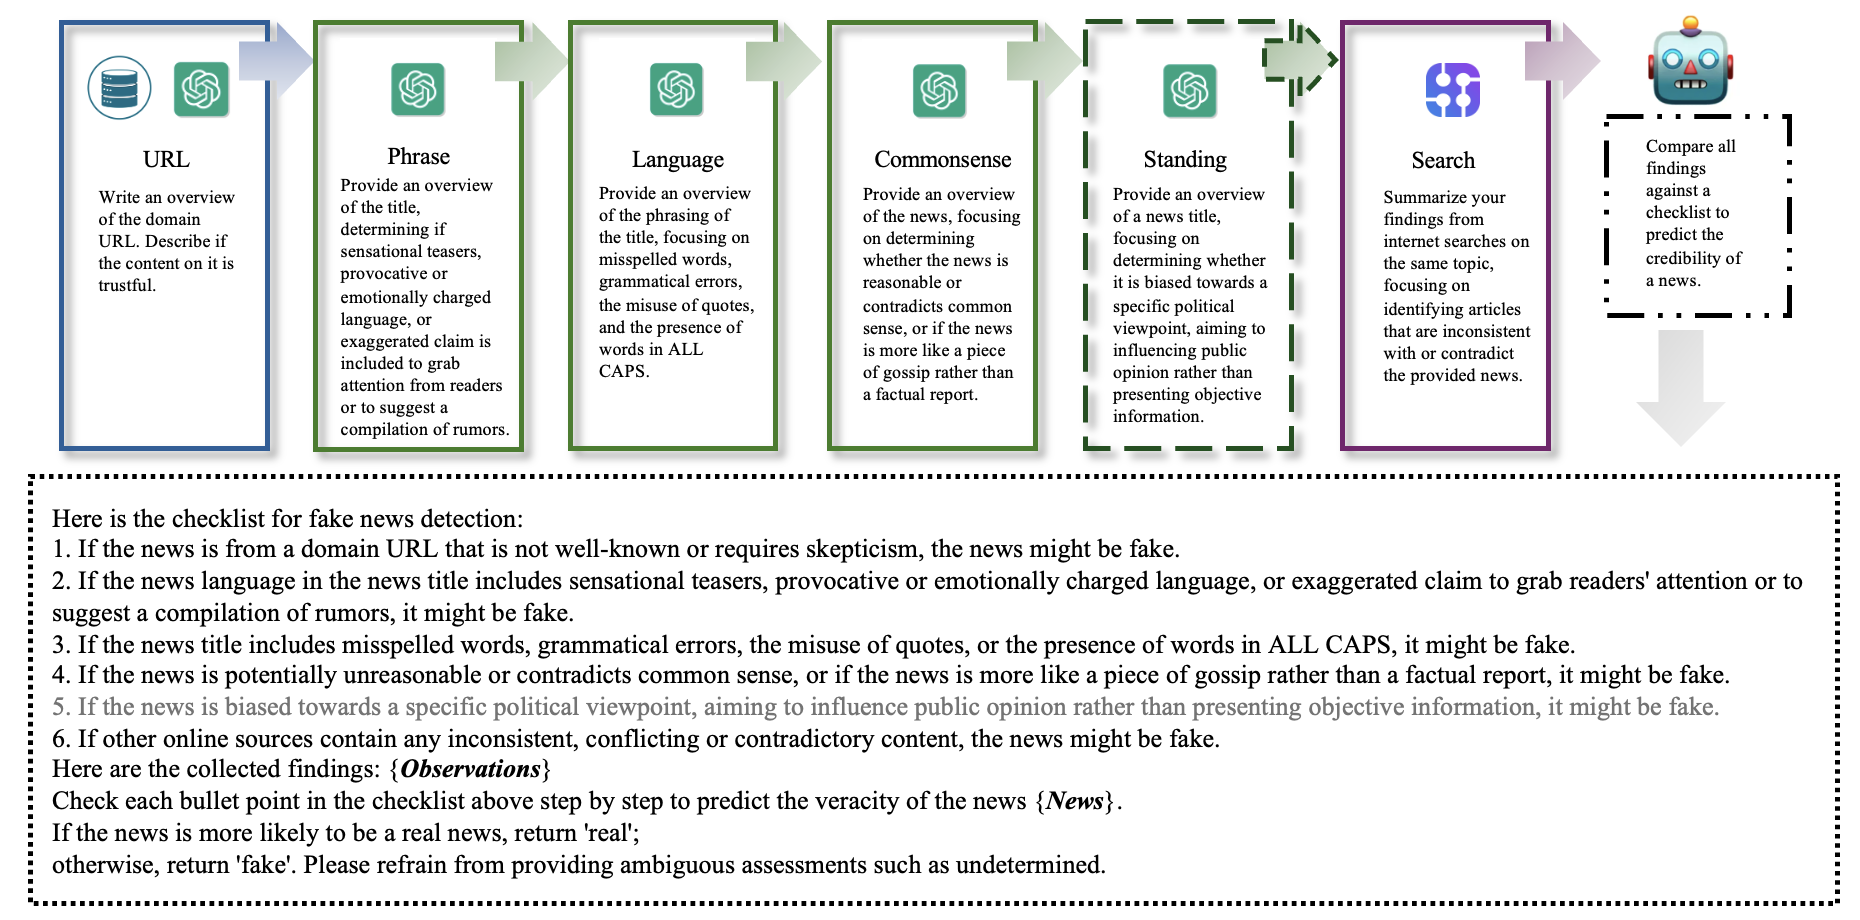 URL
Write an overview
of the domain
URL. Describe if
the content on it is
trustful.
Phrase
Provide an overview
of the title,
determining if
sensational teasers,
provocative or
emotionally charged
language, or
exaggerated claim is
included to grab
attention from readers
or to suggest a
compilation of rumors.
Language
Provide an overview
of the phrasing of
the title, focusing on
misspelled words,
grammatical errors,
the misuse of quotes,
and the presence of
words in ALL
CAPS.
Commonsense
Provide an overview
of the news, focusing
on determining
whether the news is
reasonable or
contradicts common
sense, or if the news
is more like a piece
of gossip rather than
a factual report.
Standing
Provide an overview
of a news title,
focusing on
determining whether
it is biased towards a
specific political
viewpoint, aiming to
influencing public
opinion rather than
presenting objective
information.
Search
Summarize your
findings from
internet searches on
the same topic,
focusing on
identifying articles
that are inconsistent
with or contradict
the provided news.
Compare all
findings
against a
checklist to
predict the
credibility of
a news.
Here is the checklist for fake news detection:
1. If the news is from a domain URL that is not well-known or requires skepticism, the news might be fake.
2. If the news language in the news title includes sensational teasers, provocative or emotionally charged language, or exaggerated claim to grab readers' attention or to
suggest a compilation of rumors, it might be fake.
3. If the news title includes misspelled words, grammatical errors, the misuse of quotes, or the presence of words in ALL CAPS, it might be fake.
4. If the news is potentially unreasonable or contradicts common sense, or if the news is more like a piece of gossip rather than a factual report, it might be fake.
5. If the news is biased towards a specific political viewpoint, aiming to influence public opinion rather than presenting objective information, it might be fake.
6. If other online sources contain any inconsistent, conflicting or contradictory content, the news might be fake.
Here are the collected findings: {Observations}
Check each bullet point in the checklist above step by step to predict the veracity of the news {News}.
If the news is more likely to be a real news, return 'real';
otherwise, return 'fake'. Please refrain from providing ambiguous assessments such as undetermined.